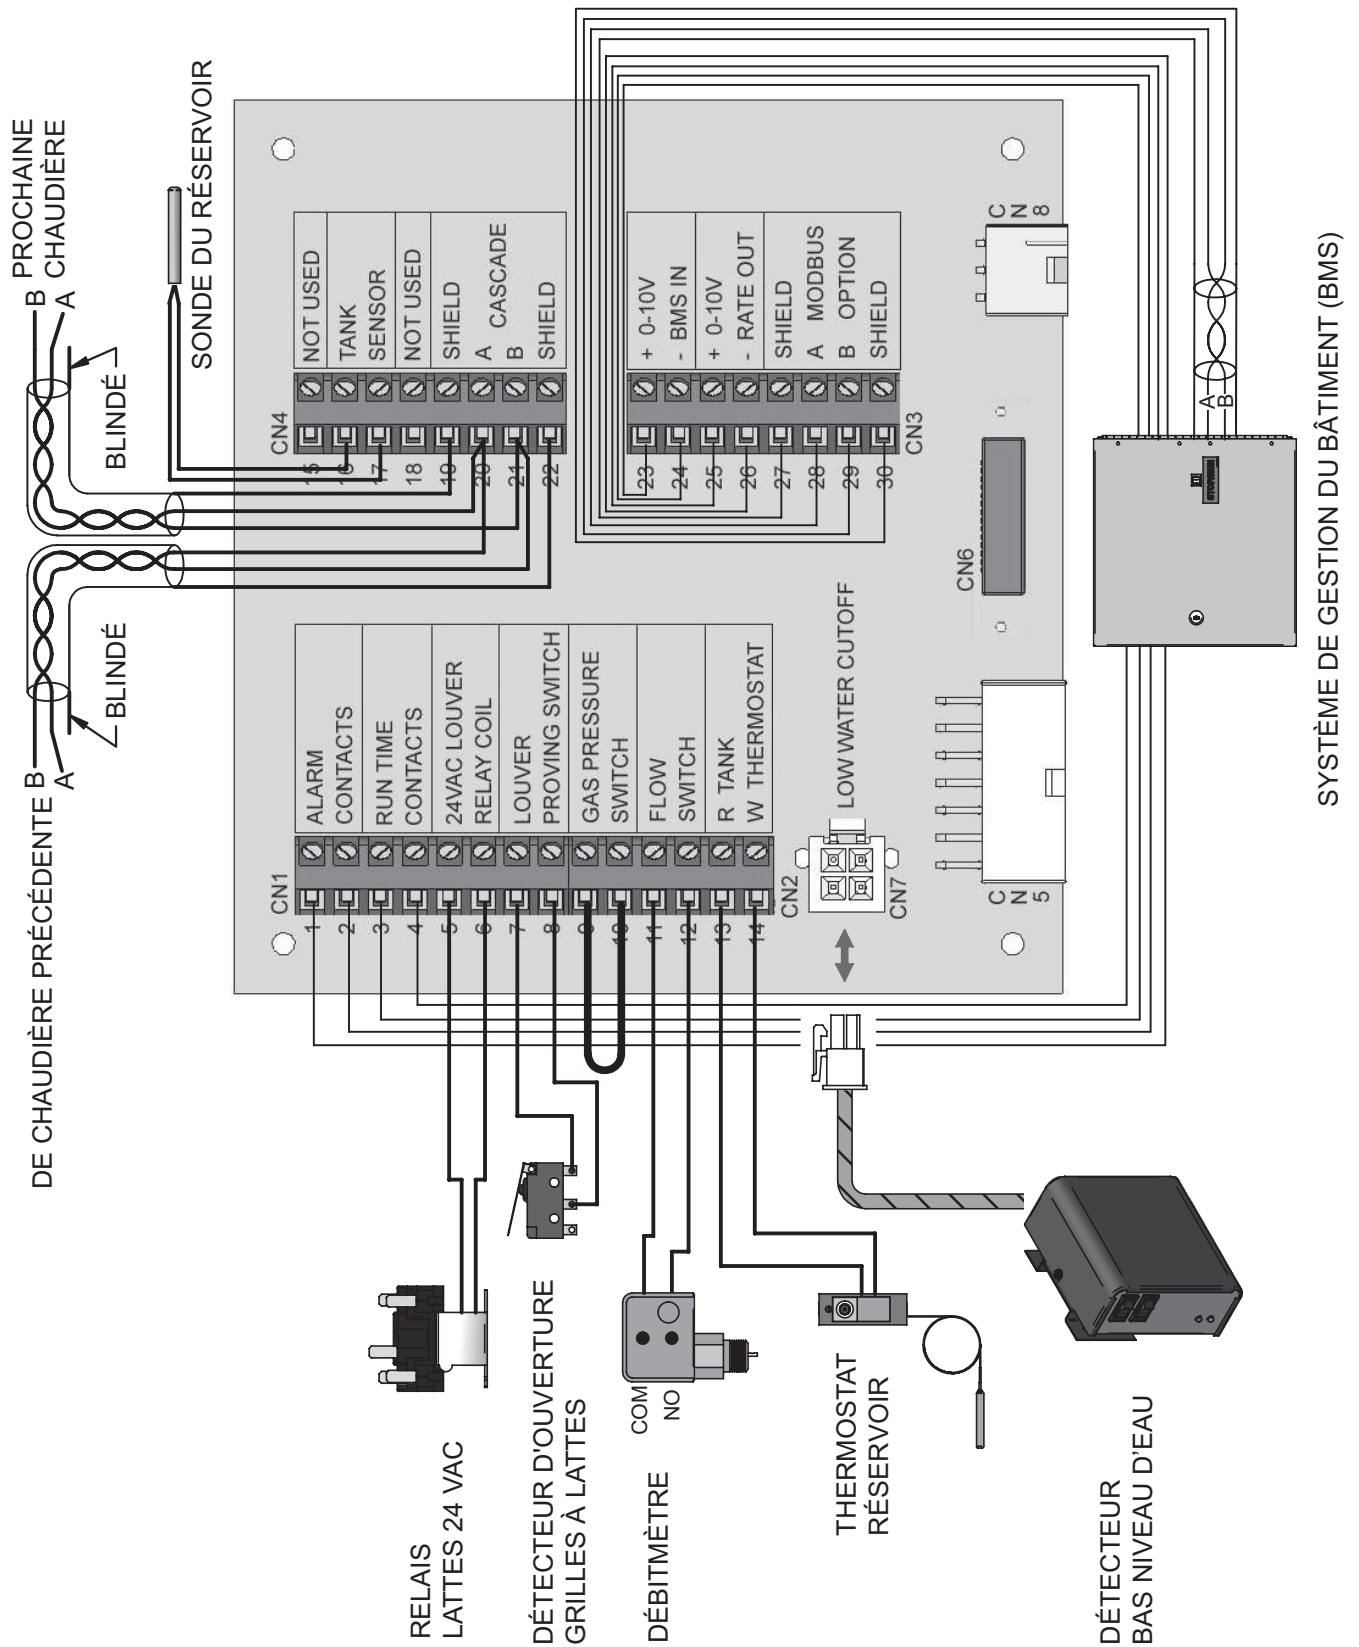 DE CHAUDIÈRE PRÉCÉDENTE
B
A
BLINDÉ
PROCHAINE
CHAUDIÈRE
B
A
BLINDÉ
SONDE DU RÉSERVOIR
CN1
1 ALARM
2 CONTACTS
3 RUN TIME
4 CONTACTS
5 24VAC LOUVER
6 RELAY COIL
7 LOUVER
8 PROVING SWITCH
9 GAS PRESSURE
10 SWITCH
11 FLOW
12 SWITCH
13 R TANK
14 W THERMOSTAT
CN2
CN4
15 NOT USED
16 TANK
17 SENSOR
18 NOT USED
19 SHIELD
20 A CASCADE
21 B
22 SHIELD
23 + 0-10V
24 - BMS IN
25 + 0-10V
26 - RATE OUT
27 SHIELD
28 A MODBUS
29 B OPTION
30 SHIELD
CN3
LOW WATER CUTOFF
CN7
CN6
CN5
CN8
RELAIS
LATTES 24 VAC
DÉTECTEUR D'OUVERTURE
GRILLES À LATTES
DÉBITMÈTRE
COM
NO
THERMOSTAT
RÉSERVOIR
DÉTECTEUR
BAS NIVEAU D'EAU
A
B
SYSTÈME DE GESTION DU BÂTIMENT (BMS)